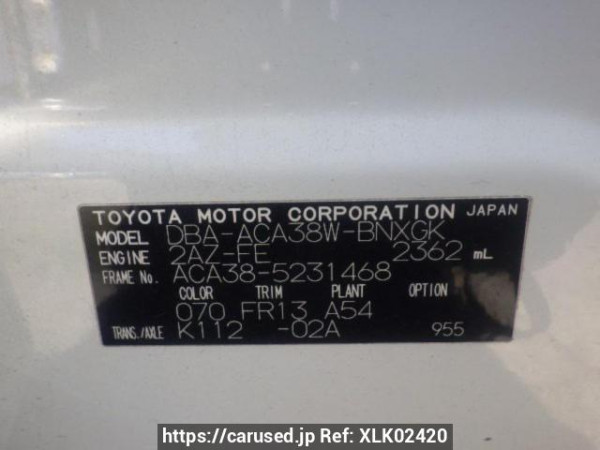 TOYOTA MOTOR CORPORATION JAPAN
MODEL DBA-ACA38W-BNXGK
ENGINE 2AZ-FE 2362 mL
FRAME No. ACA38-5231468
COLOR TRIM PLANT OPTION
070 FR13 A54
TRANS./AXLE K112 -02A 955
https://carused.jp Ref: XLK02420